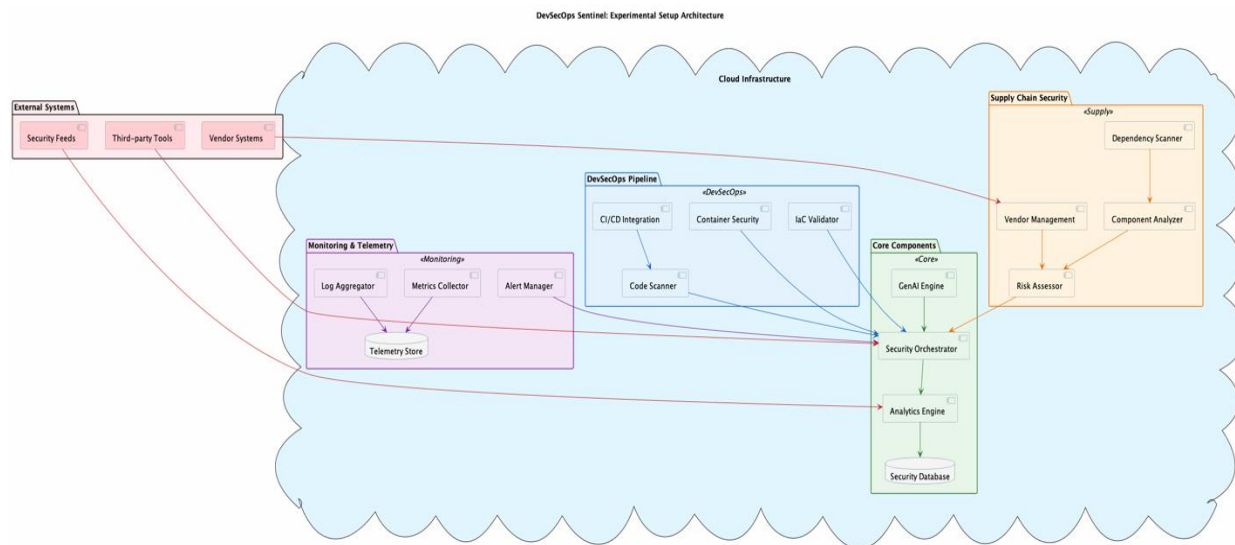 DevSecOps Sentinel: Experimental Setup Architecture
Cloud Infrastructure
External Systems
Security Feeds
Third-party Tools
Vendor Systems
Supply Chain Security
«Supply»
Dependency Scanner
Vendor Management
Component Analyzer
Risk Assessor
DevSecOps Pipeline
«DevSecOps»
CI/CD Integration
Container Security
IaC Validator
Code Scanner
Monitoring & Telemetry
«Monitoring»
Log Aggregator
Metrics Collector
Alert Manager
Telemetry Store
Core Components
«Core»
GenAI Engine
Security Orchestrator
Analytics Engine
Security Database